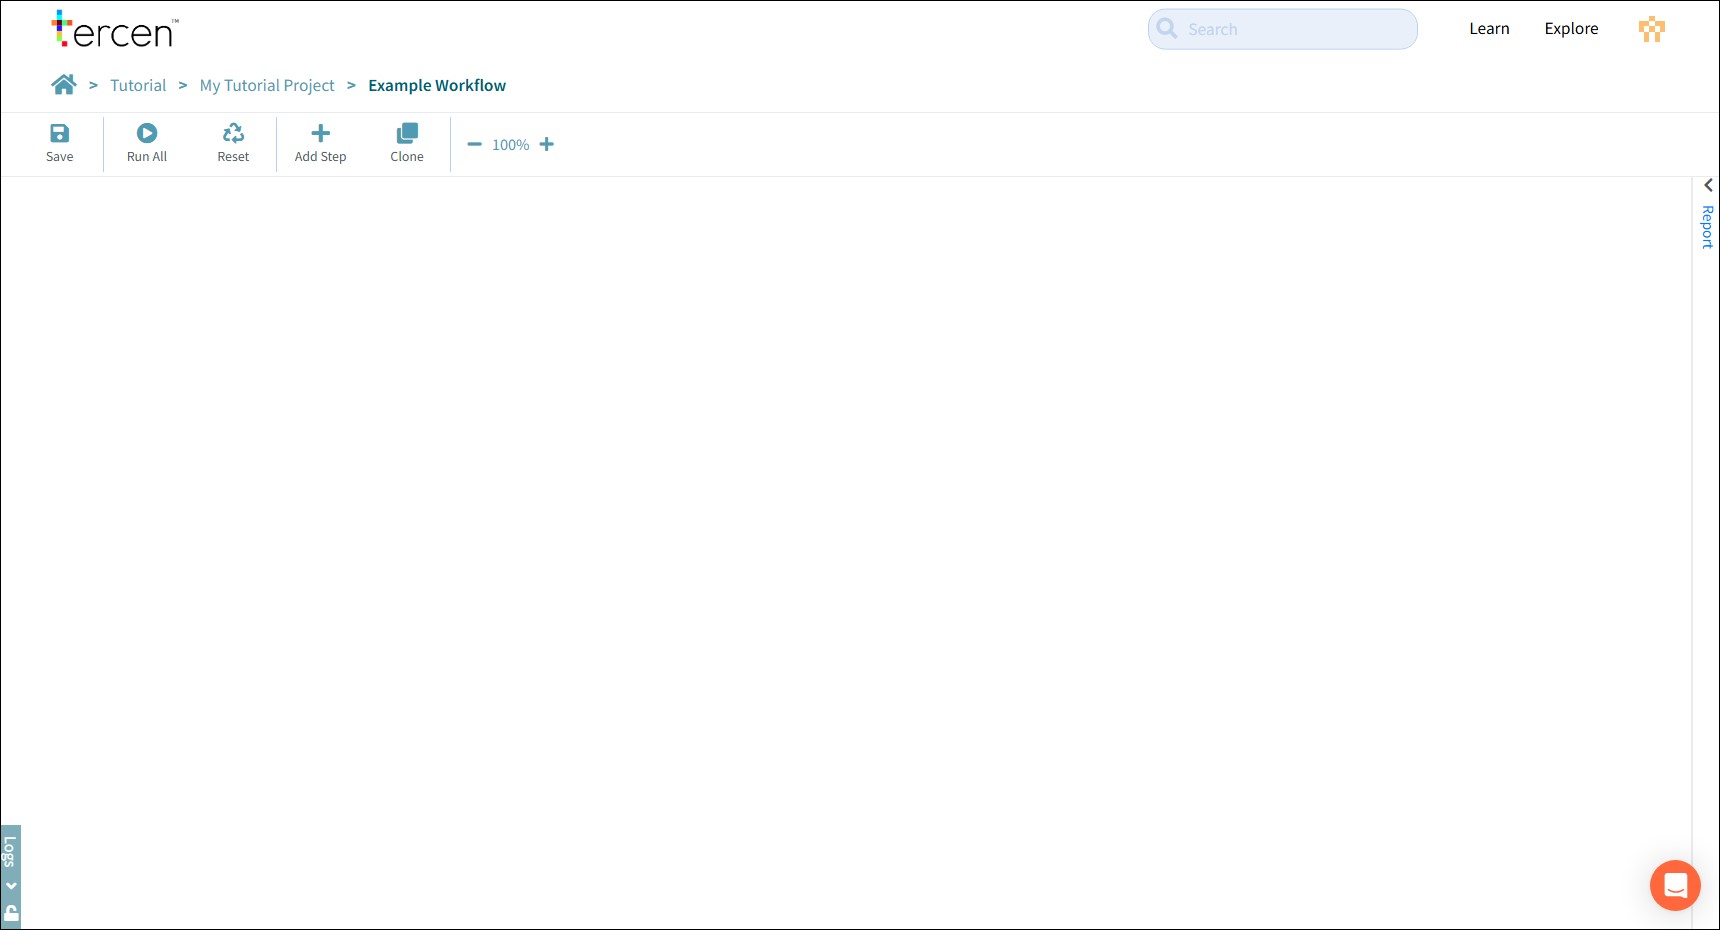 tercen™
Search
Learn
Explore
> Tutorial > My Tutorial Project > Example Workflow
Save
Run All
Reset
Add Step
Clone
100%
Report
Logs